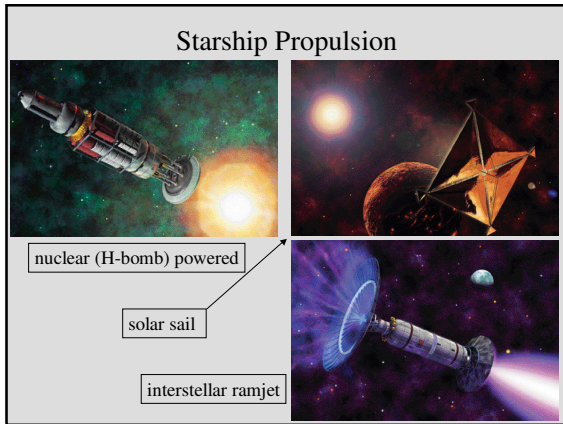 Starship Propulsion
nuclear (H-bomb) powered
solar sail
interstellar ramjet